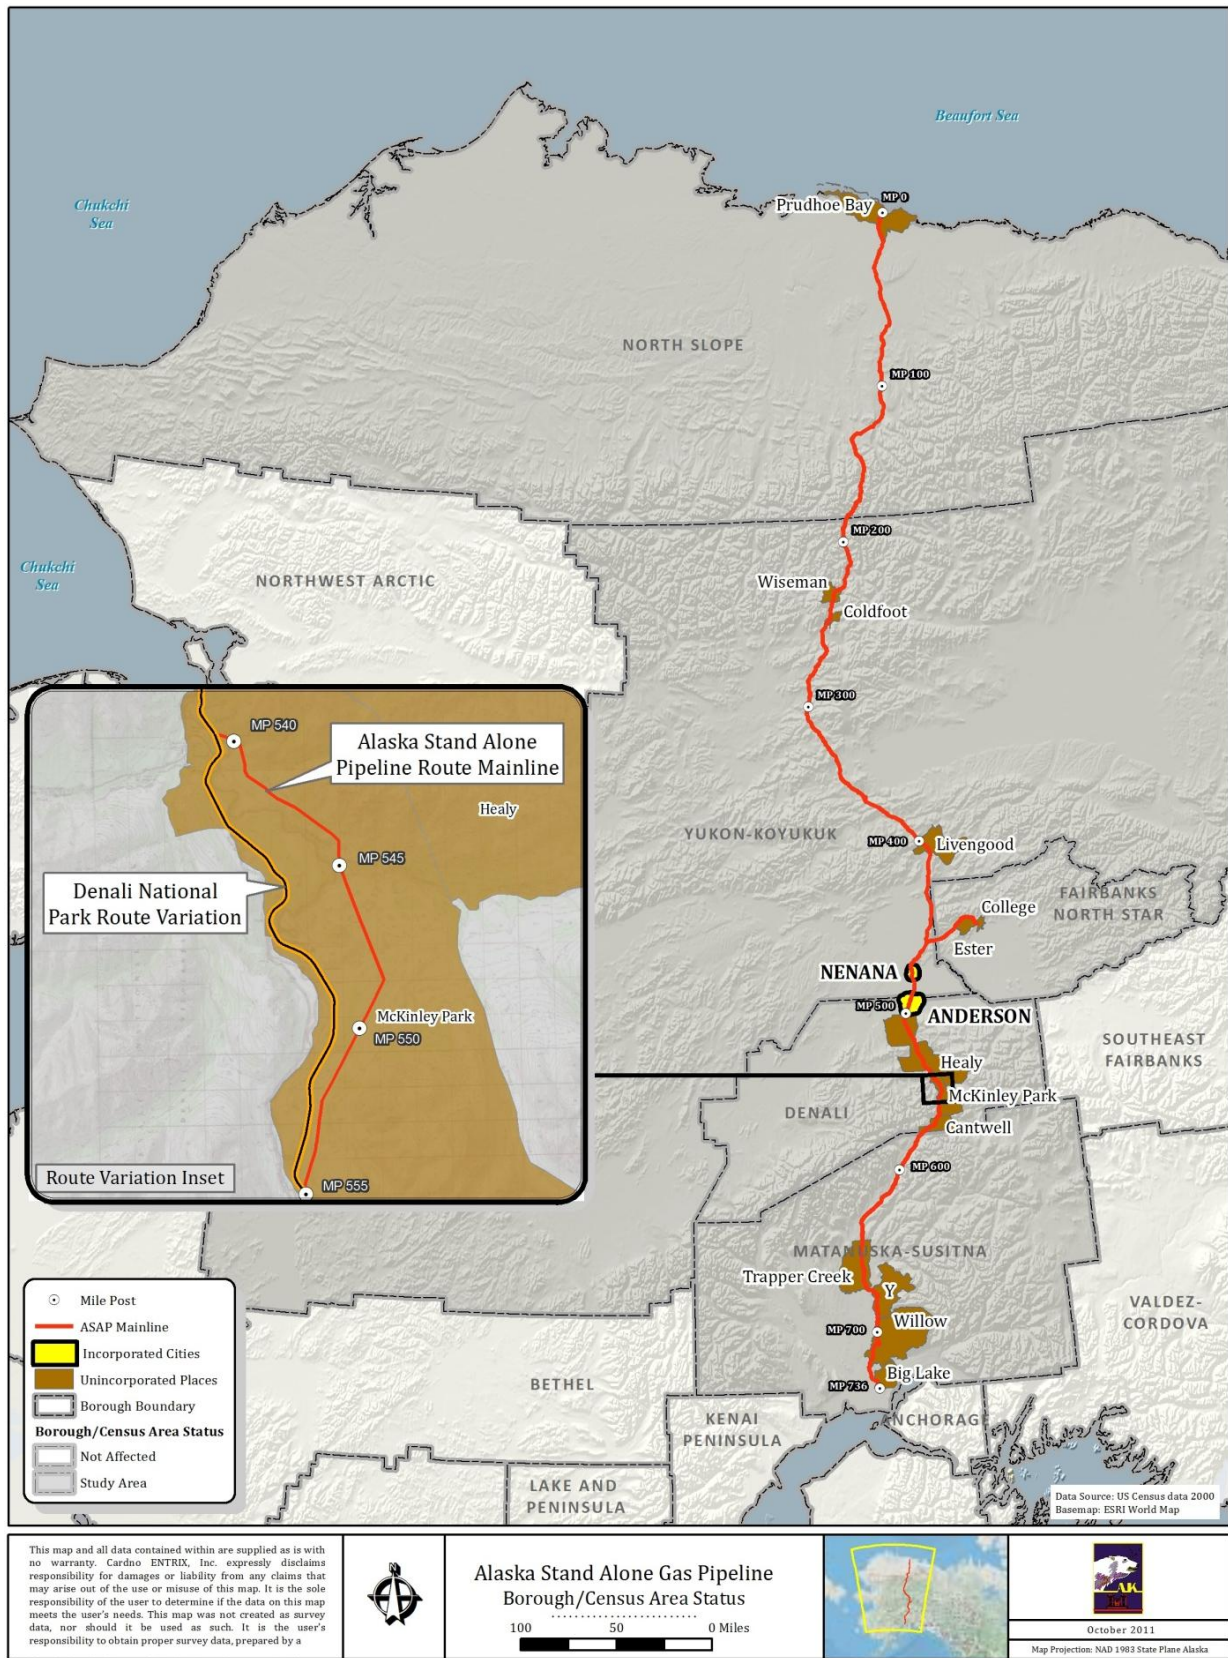 Beaufort Sea
Chukchi
Sea
Prudhoe Bay
MP 0
NORTH SLOPE
MP 100
MP 200
Chukchi
Sea
NORTHWEST ARCTIC
Wiseman
Coldfoot
MP 300
YUKON-KOYUKUK
MP 400
Livengood
FAIRBANKS
NORTH STAR
College
Ester
NENANA
MP 500
ANDERSON
SOUTHEAST
FAIRBANKS
Healy
McKinley Park
DENALI
Cantwell
MP 600
MATANUSKA-SUSITNA
Trapper Creek
Y
Willow
MP 700
VALDEZ-
CORDOVA
Big Lake
MP 736
BETHEL
KENAI
PENINSULA
ANCHORAGE
LAKE AND
PENINSULA
MP 540
Alaska Stand Alone
Pipeline Route Mainline
Healy
MP 545
Denali National
Park Route Variation
McKinley Park
MP 550
Route Variation Inset
MP 555
Mile Post
ASAP Mainline
Incorporated Cities
Unincorporated Places
Borough Boundary
Borough/Census Area Status
Not Affected
Study Area
Data Source: US Census data 2000
Basemap: ESRI World Map
This map and all data contained within are supplied as is with
no warranty. Cardno ENTRIX, Inc. expressly disclaims
responsibility for damages or liability from any claims that
may arise out of the use or misuse of this map. It is the sole
responsibility of the user to determine if the data on this map
meets the user's needs. This map was not created as survey
data, nor should it be used as such. It is the user's
responsibility to obtain proper survey data, prepared by a
N
Alaska Stand Alone Gas Pipeline
Borough/Census Area Status
100 50 0 Miles
AK
October 2011
Map Projection: NAD 1983 State Plane Alaska